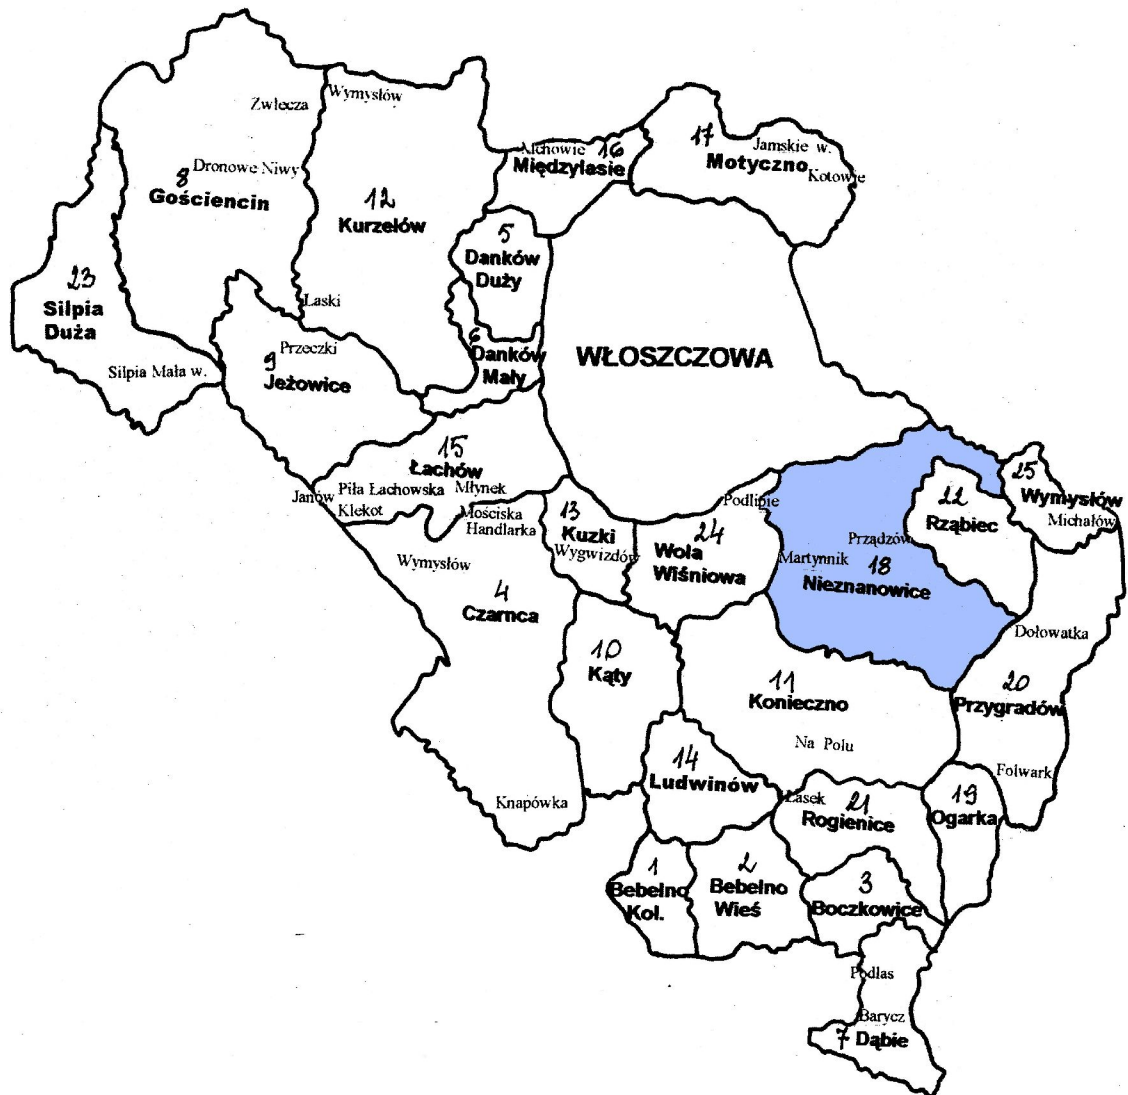 Zwlecza
Wymysłów
Dronowe Niwy
8
Gościencin
12
Kurzelów
Michowie 16
Międzylasie
17
Motyczno
Jamskie w.
Kotowie
5
Danków
Duży
23
Silpia
Duża
Silpia Mała w.
Łaski
Przeczki
9
Jeżowice
6
Danków
Mały
WŁOSZCZOWA
15
Łachów
Janów
Piła Łachowska
Młynek
Klekot
Mościska
Handlarka
13
Kuzki
Wygwizdów
Podlipie
24
Wola
Wiśniowa
22
Rząbiec
25
Wymysłów
Michałów
Prządzów
Martynnik
18
Nieznanowice
Wymysłów
4
Czarnca
Dołowatka
10
Kąty
11
Konieczno
20
Przygradów
Na Polu
Folwark
14
Ludwinów
Knapówka
Łasek
21
Rogienice
19
Ogarka
1
Bebelno
Kol.
2
Bebelno
Wieś
3
Boczkowice
Podlas
Barycz
7 Dąbie